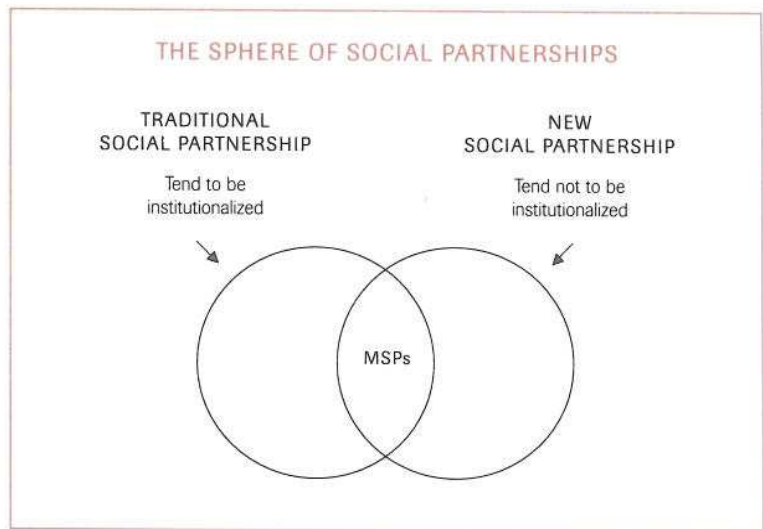 THE SPHERE OF SOCIAL PARTNERSHIPS
TRADITIONAL
SOCIAL PARTNERSHIP
Tend to be
institutionalized
NEW
SOCIAL PARTNERSHIP
Tend not to be
institutionalized
MSPs